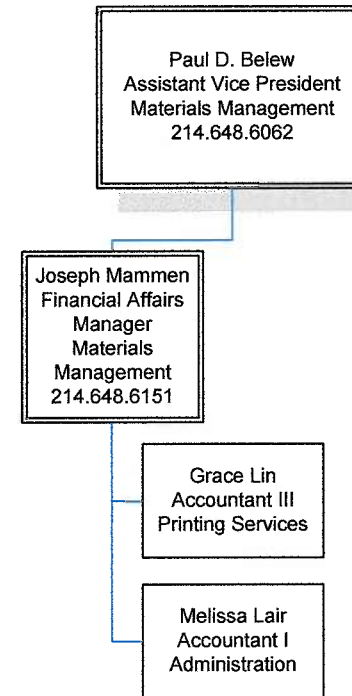 Paul D. Belew
Assistant Vice President
Materials Management
214.648.6062
Joseph Mammen
Financial Affairs
Manager
Materials
Management
214.648.6151
Grace Lin
Accountant III
Printing Services
Melissa Lair
Accountant I
Administration